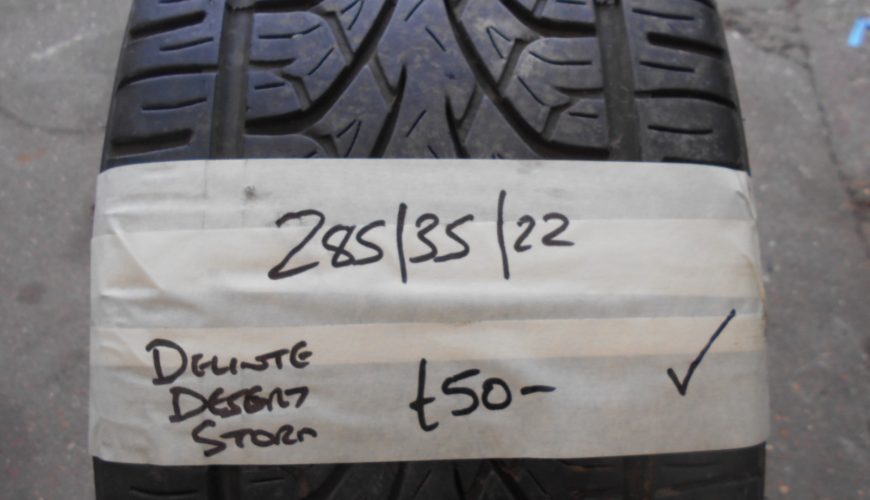 285/35/22
DELINTE
DESERT
STORM
£50-